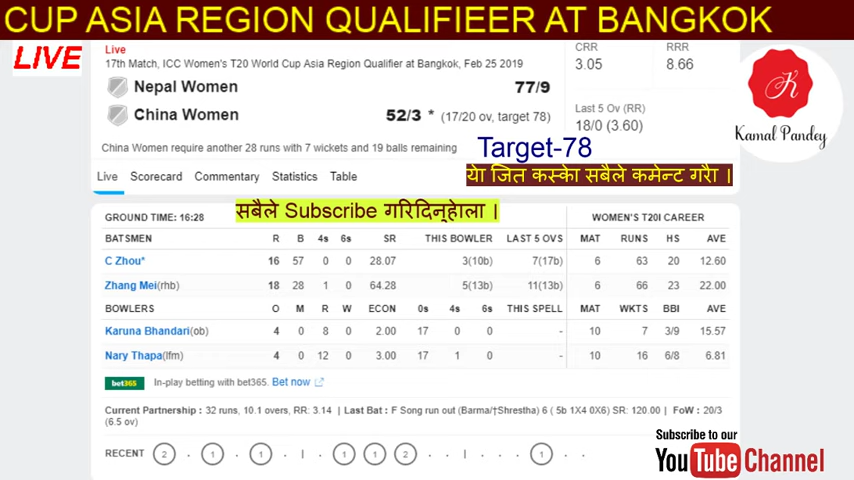 CUP ASIA REGION QUALIFIEER AT BANGKOK
LIVE
Live
17th Match, ICC Women's T20 World Cup Asia Region Qualifier at Bangkok, Feb 25 2019
CRR RRR
3.05 8.66
Nepal Women 77/9
China Women 52/3 * (17/20 ov, target 78)
Last 5 Ov (RR)
18/0 (3.60)
K
Kamal Pandey
China Women require another 28 runs with 7 wickets and 19 balls remaining
Target-78
यो जित कस्को सबैले कमेन्ट गरौ ।
Live Scorecard Commentary Statistics Table
सबैले Subscribe गरिदिनुहोला ।
GROUND TIME: 16:28 WOMEN'S T20I CAREER
BATSMEN R B 4s 6s SR THIS BOWLER LAST 5 OVS MAT RUNS HS AVE
C Zhou* 16 57 0 0 28.07 3(10b) 7(17b) 6 63 20 12.60
Zhang Mei(rhb) 18 28 1 0 64.28 5(13b) 11(13b) 6 66 23 22.00
BOWLERS O M R W ECON 0s 4s 6s THIS SPELL MAT WKTS BBI AVE
Karuna Bhandari(ob) 4 0 8 0 2.00 17 0 0 - 10 7 3/9 15.57
Nary Thapa(lfm) 4 0 12 0 3.00 17 1 0 - 10 16 6/8 6.81
bet365 In-play betting with bet365. Bet now
Current Partnership : 32 runs, 10.1 overs, RR: 3.14 | Last Bat : F Song run out (Barma/†Shrestha) 6 ( 5b 1X4 0X6) SR: 120.00 | FoW : 20/3
(6.5 ov)
RECENT 2 . 1 . 1 . | . 1 1 2 . . | . . . 1 . .
Subscribe to our
YouTube Channel